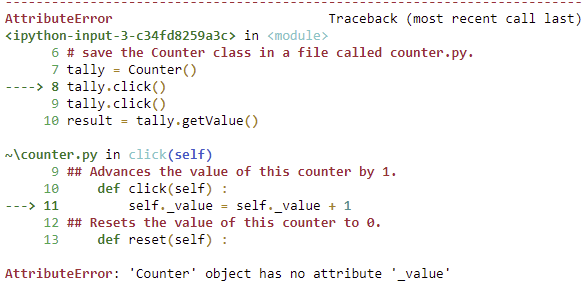 ---------------------------------------------------------------------------
AttributeError                            Traceback (most recent call last)
<ipython-input-3-c34fd8259a3c> in <module>
      6 # save the Counter class in a file called counter.py.
      7 tally = Counter()
----> 8 tally.click()
      9 tally.click()
     10 result = tally.getValue()

~\counter.py in click(self)
      9 ## Advances the value of this counter by 1.
     10     def click(self) :
---> 11         self._value = self._value + 1
     12 ## Resets the value of this counter to 0.
     13     def reset(self) :

AttributeError: 'Counter' object has no attribute '_value'